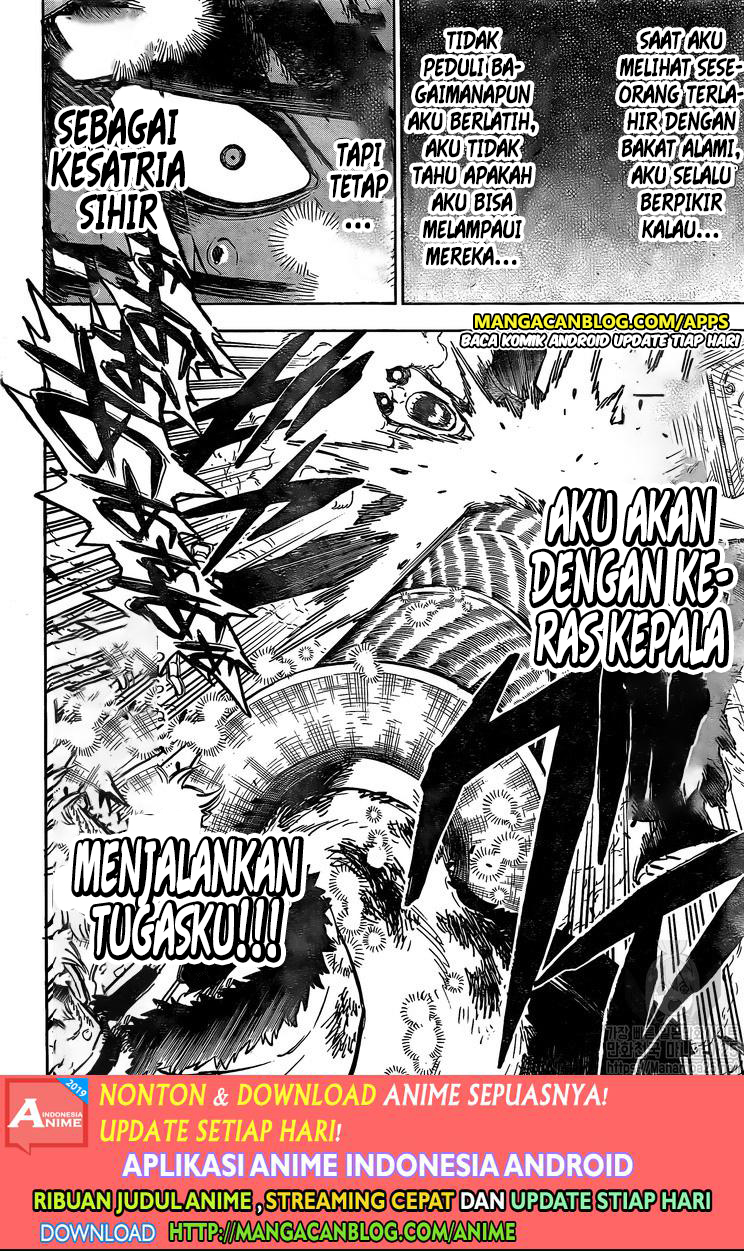 SAAT AKU
MELIHAT SESE-
ORANG TERLA-
HIR DENGAN
BAKAT ALAMI,
AKU SELALU
BERPIKIR
KALAU...
TIDAK
PEDULI BA-
GAIMANAPUN
AKU BERLATIH,
AKU TIDAK
TAHU APAKAH
AKU BISA
MELAMPAUI
MEREKA...
TAPI
TETAP
...
SEBAGAI
KESATRIA
SIHIR
MANGACANBLOG.COM/APPS
BACA KOMIK ANDROID UPDATE TIAP HARI
AKU AKAN
DENGAN KE-
RAS KEPALA
MENJALANKAN
TUGASKU!!!
2019
INDONESIA
ANIME
NONTON & DOWNLOAD ANIME SEPUASNYA!
UPDATE SETIAP HARI!
APLIKASI ANIME INDONESIA ANDROID
RIBUAN JUDUL ANIME , STREAMING CEPAT DAN UPDATE STIAP HARI
DOWNLOAD HTTP://MANGACANBLOG.COM/ANIME